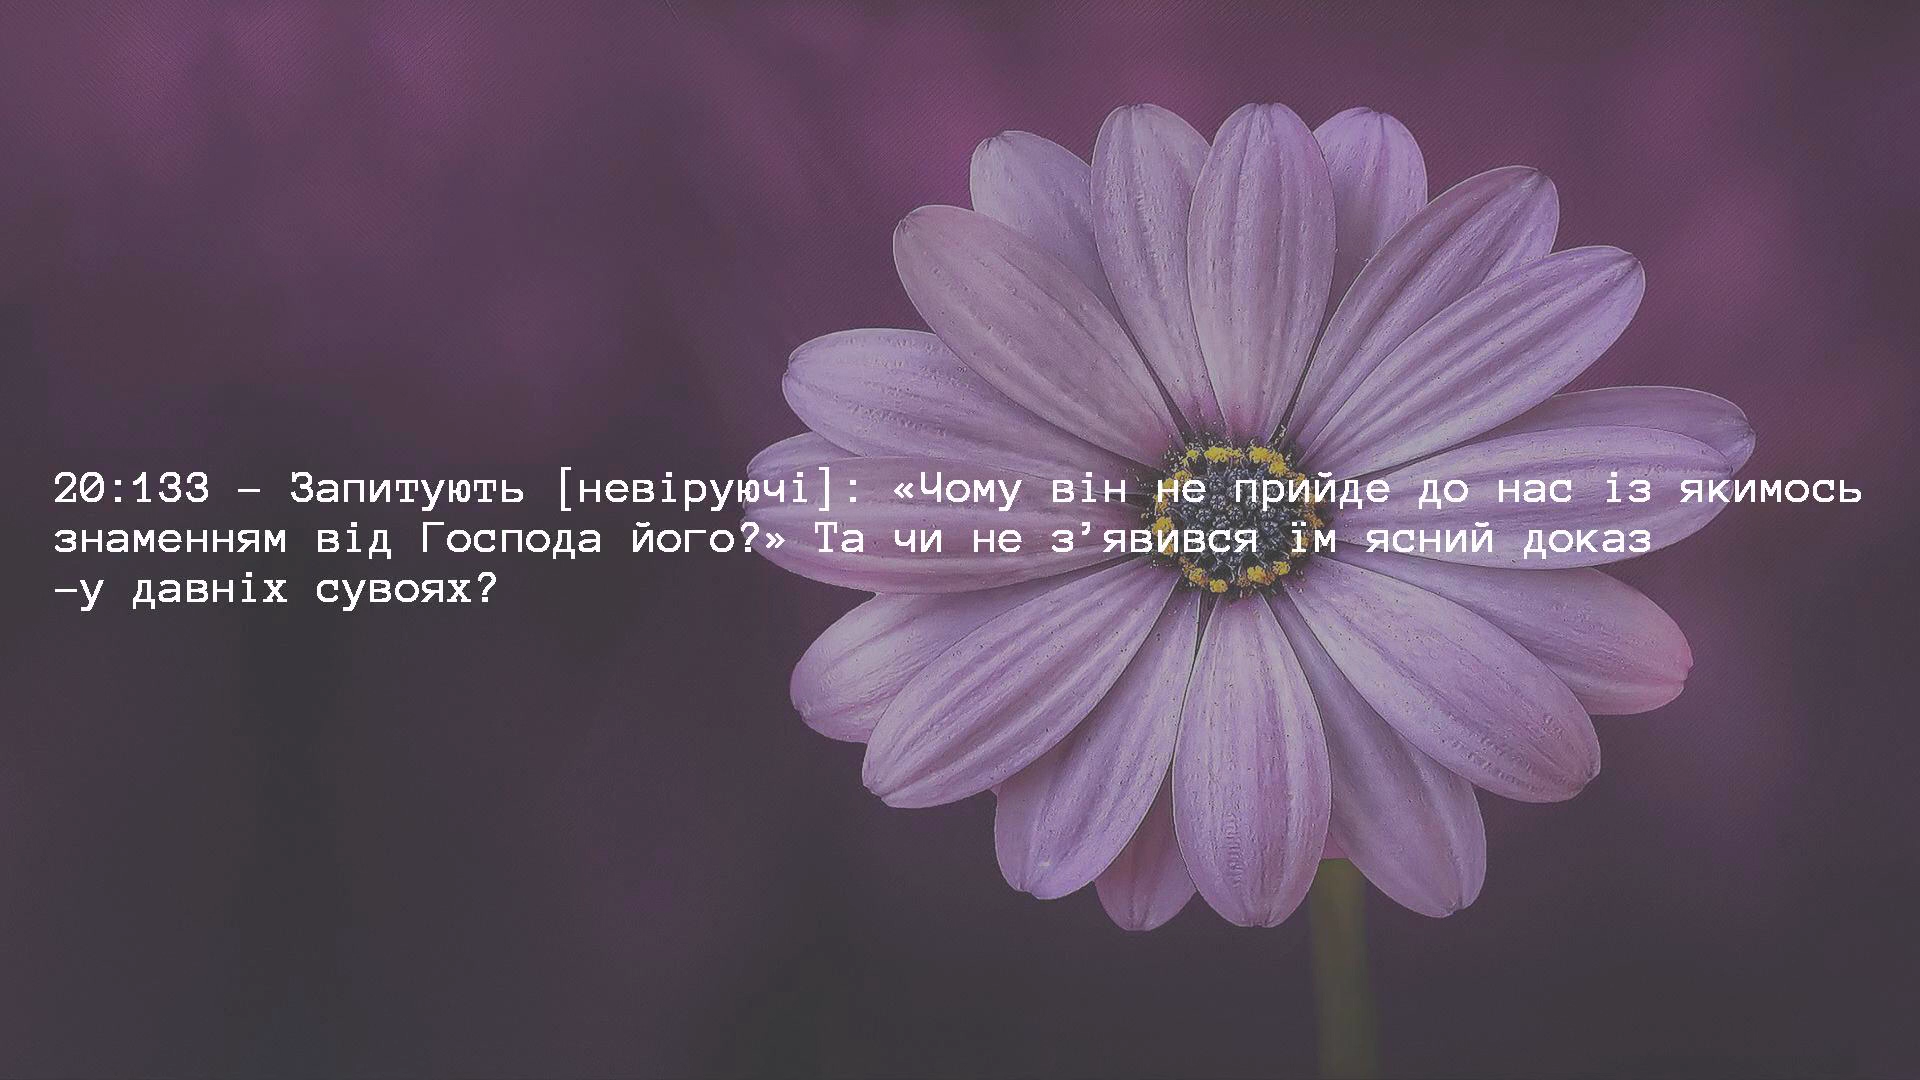 20:133 – Запитують [невіруючі]: «Чому він не прийде до нас із якимось
знаменням від Господа його?» Та чи не з’явився їм ясний доказ
–у давніх сувоях?